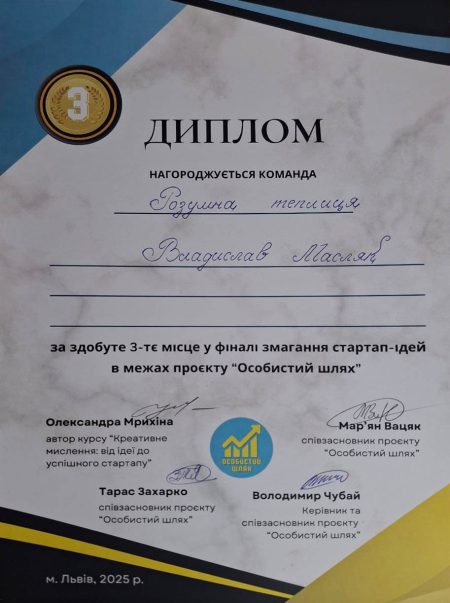 3
ДИПЛОМ
НАГОРОДЖУЄТЬСЯ КОМАНДА
Розумна теплиця
Владислав Масляк
за здобуте 3-тє місце у фіналі змагання стартап-ідей
в межах проєкту “Особистий шлях”
Олександра Мрихіна
автор курсу “Креативне
мислення: від ідеї до
успішного стартапу”
ОСОБИСТИЙ
ШЛЯХ
Мар’ян Вацяк
співзасновник проєкту
“Особистий шлях”
Тарас Захарко
співзасновник проєкту
“Особистий шлях”
Володимир Чубай
Керівник та
співзасновник проєкту
“Особистий шлях”
м. Львів, 2025 р.